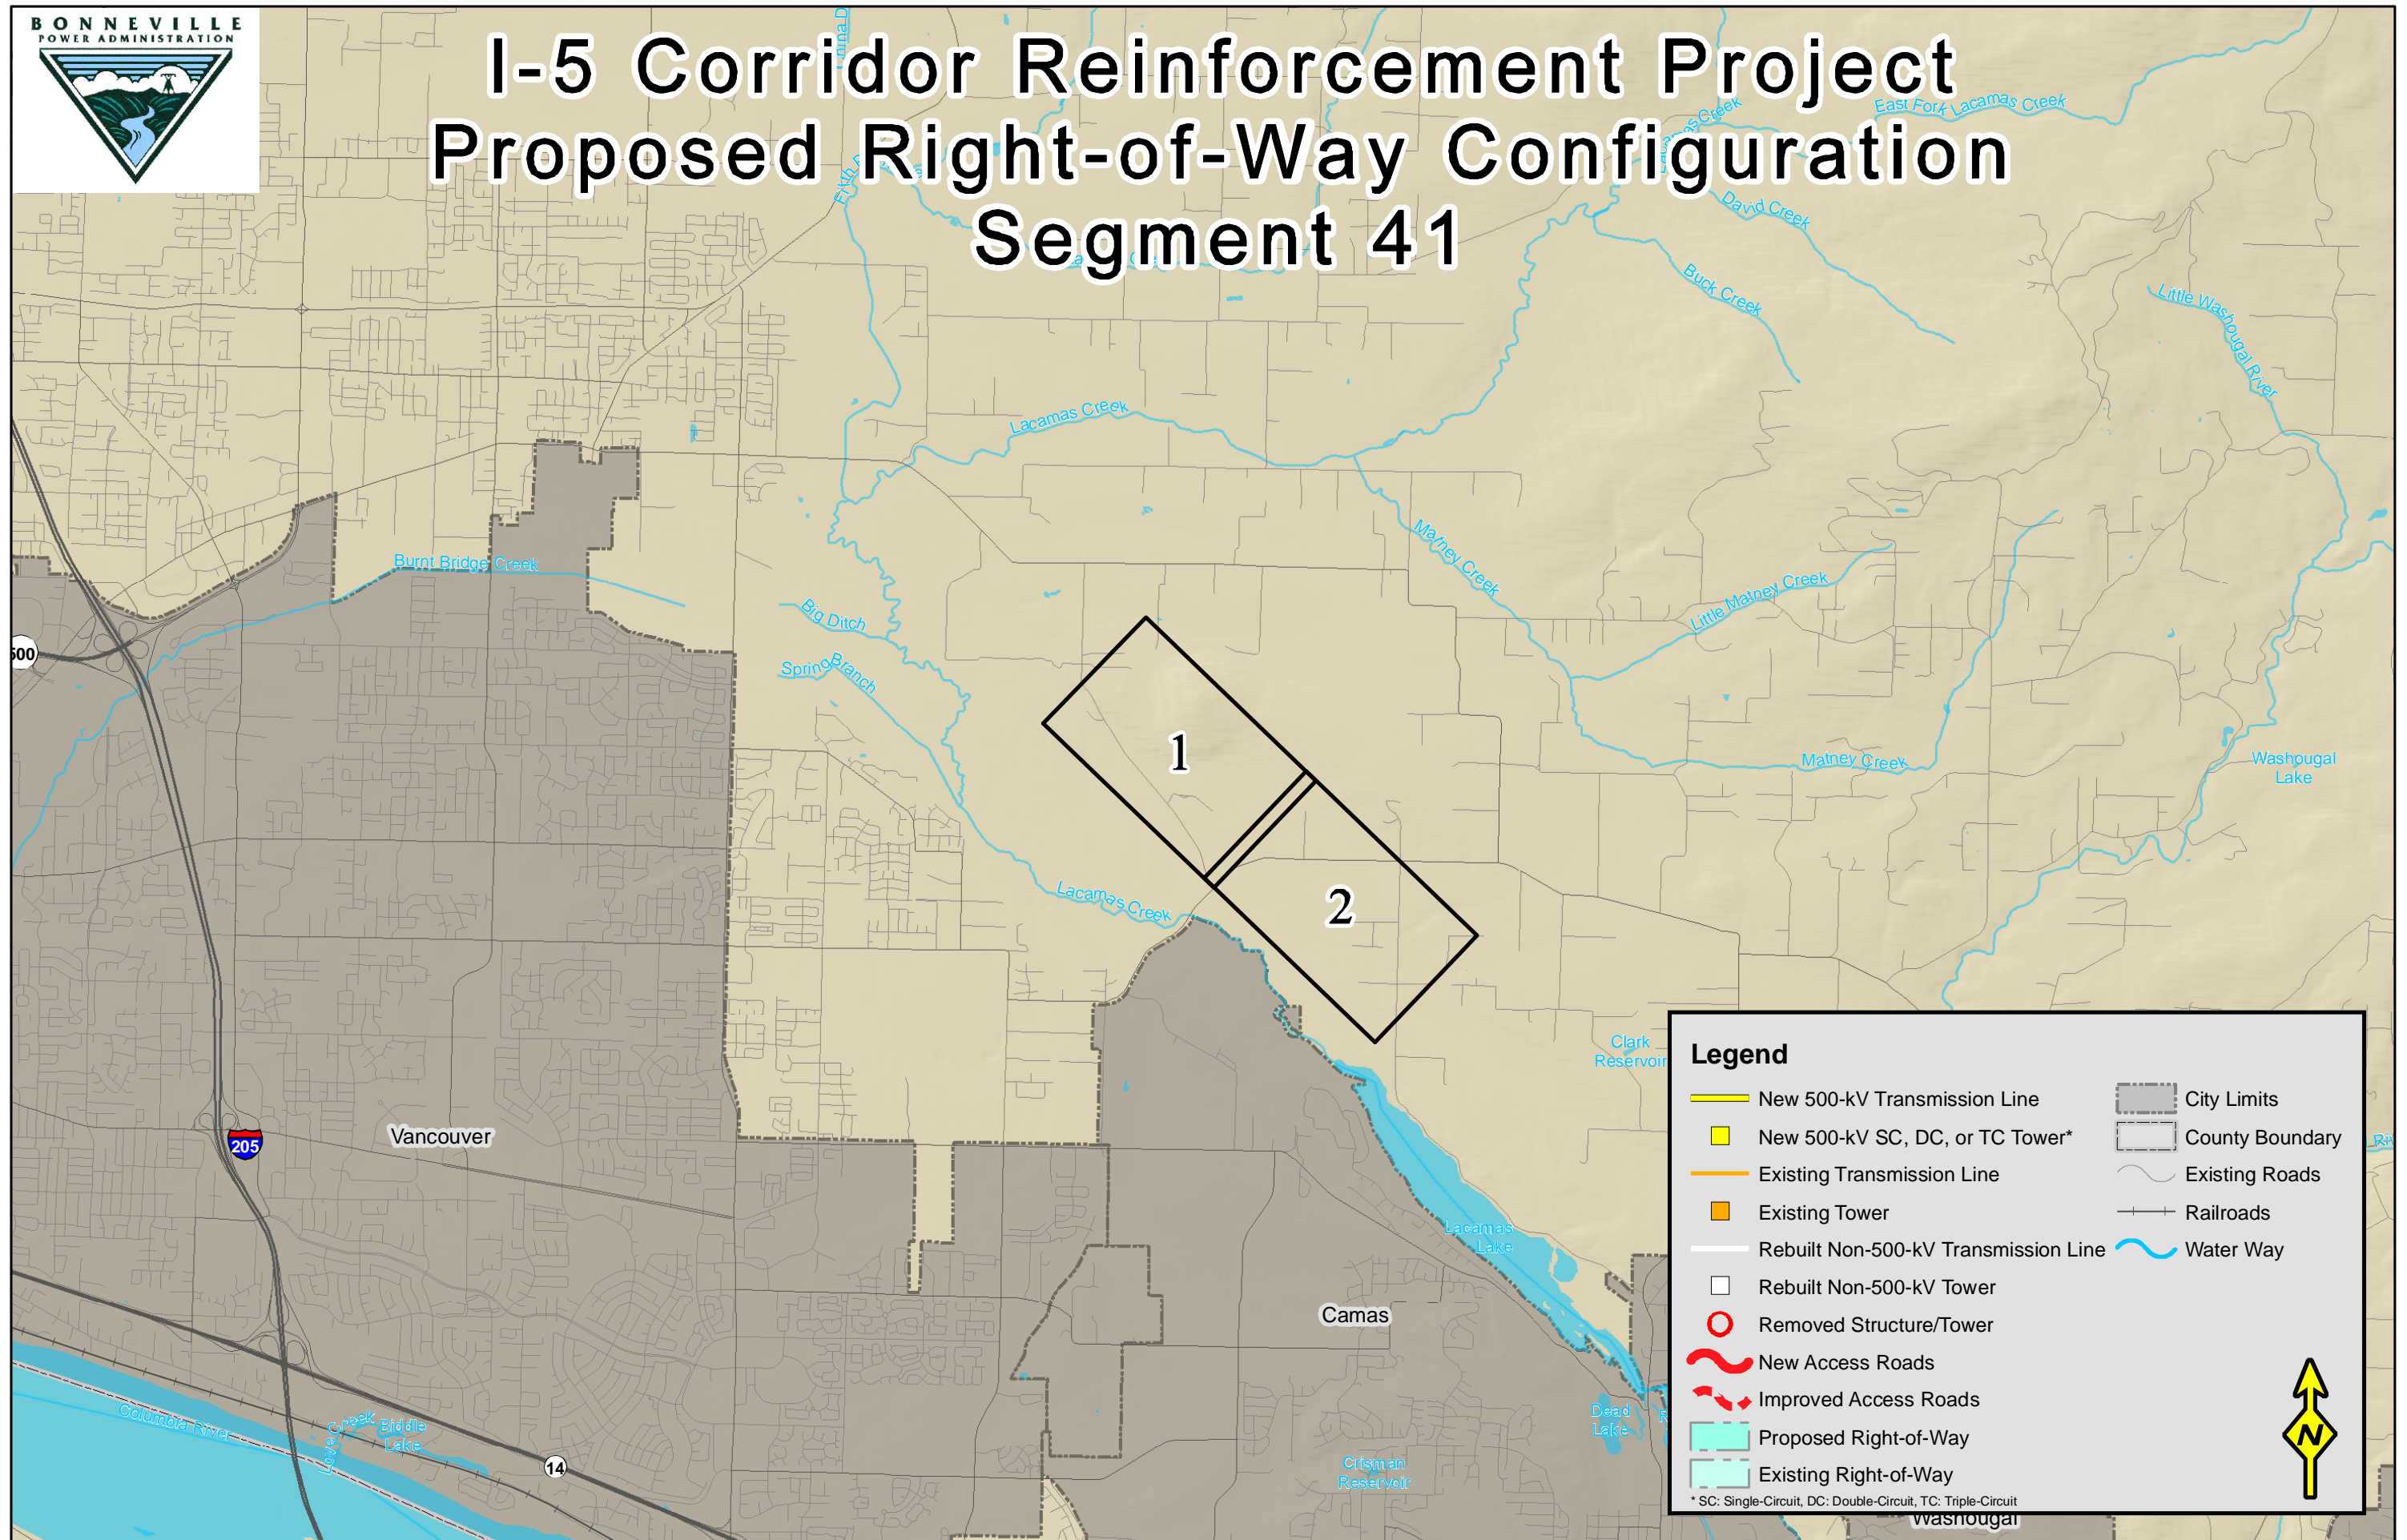 BONNEVILLE
POWER ADMINISTRATION
I-5 Corridor Reinforcement Project
Proposed Right-of-Way Configuration
Segment 41
East Fork Lacamas Creek
David Creek
Buck Creek
Little Washougal River
Lacamas Creek
Burnt Bridge Creek
Matney Creek
Little Matney Creek
Big Ditch
Spring Branch
500
1
Matney Creek
Washougal
Lake
Lacamas Creek
2
Clark
Reservoir
Vancouver
205
Lacamas
Lake
Camas
Columbia River
Love Creek
Biddle
Lake
14
Dead
Lake
Crisman
Reservoir
Legend
New 500-kV Transmission Line
New 500-kV SC, DC, or TC Tower*
Existing Transmission Line
Existing Tower
Rebuilt Non-500-kV Transmission Line
Rebuilt Non-500-kV Tower
Removed Structure/Tower
New Access Roads
Improved Access Roads
Proposed Right-of-Way
Existing Right-of-Way
City Limits
County Boundary
Existing Roads
Railroads
Water Way
* SC: Single-Circuit, DC: Double-Circuit, TC: Triple-Circuit
N
Washougal